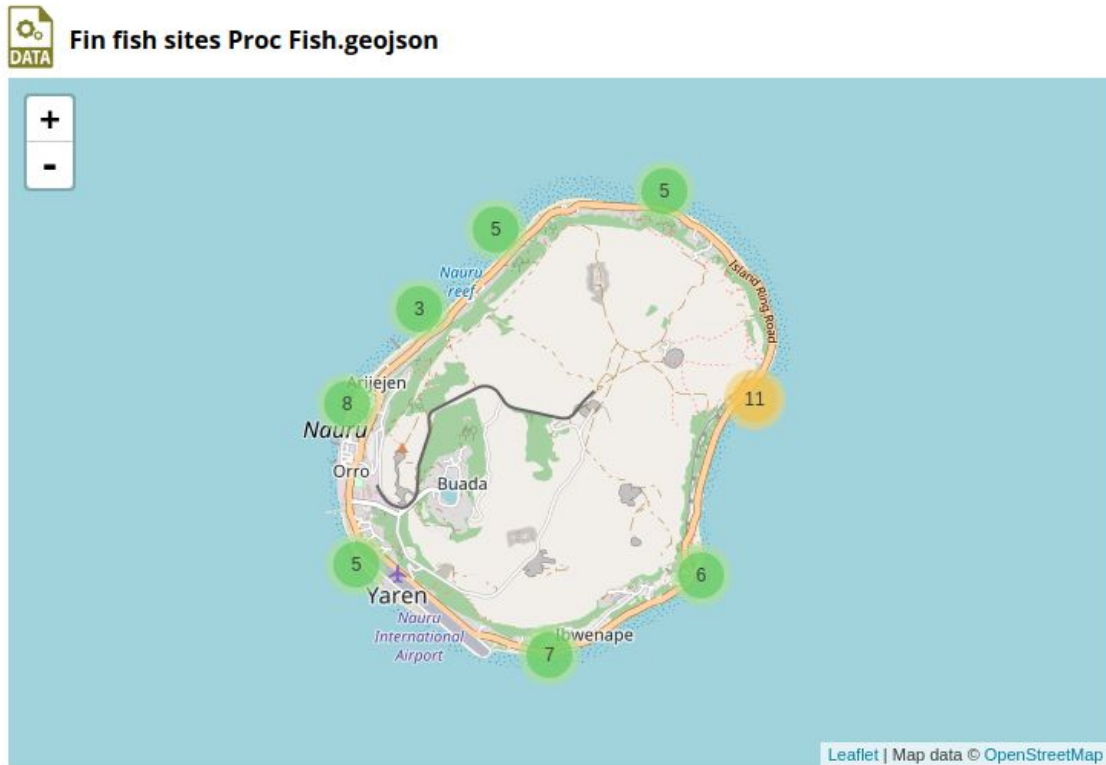 DATA
Fin fish sites Proc Fish.geojson
+
-
5
5
Nauru
reef
3
Island Ring Road
Arijejen
8
11
Nauru
Orro
Buada
5
6
Yaren
Nauru
International
Airport
Ibwenape
7
Leaflet | Map data © OpenStreetMap